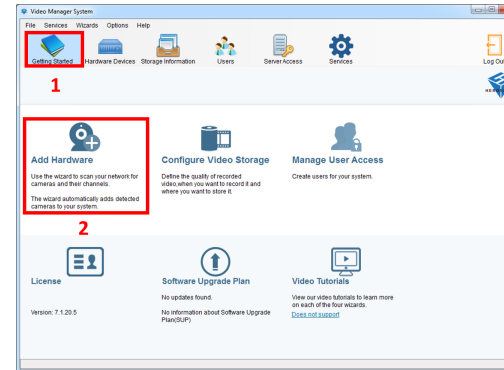 Video Manager System
File Services Wizards Options Help
Getting Started Hardware Devices Storage Information Users Server Access Services Log Out
1
Add Hardware Configure Video Storage Manage User Access
Use the wizard to scan your network for cameras and their channels.
The wizard automatically adds detected cameras to your system.
Define the quality of recorded video,when you want to record it and where you want to store it.
Create users for your system.
2
License Software Upgrade Plan Video Tutorials
Version: 7.1.20.5
No updates found.
No information about Software Upgrade Plan(SUP)
View our video tutorials to learn more on each of the four wizards.
Does not support